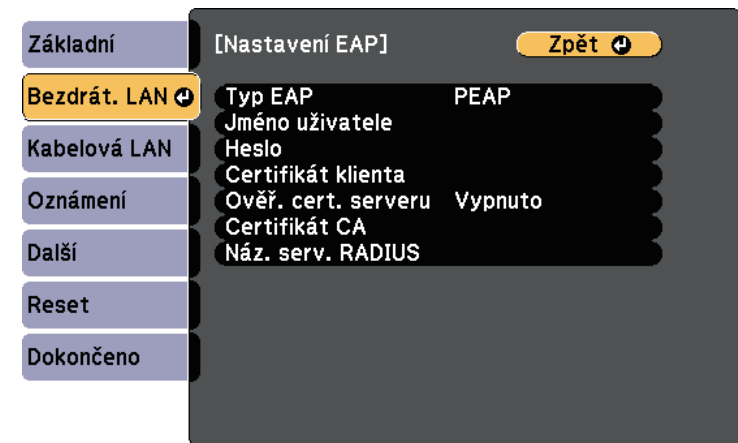 Základní
Bezdrát. LAN
Kabelová LAN
Oznámení
Další
Reset
Dokončeno
[Nastavení EAP]
Zpět
Typ EAP PEAP
Jméno uživatele
Heslo
Certifikát klienta
Ověř. cert. serveru Vypnuto
Certifikát CA
Náz. serv. RADIUS